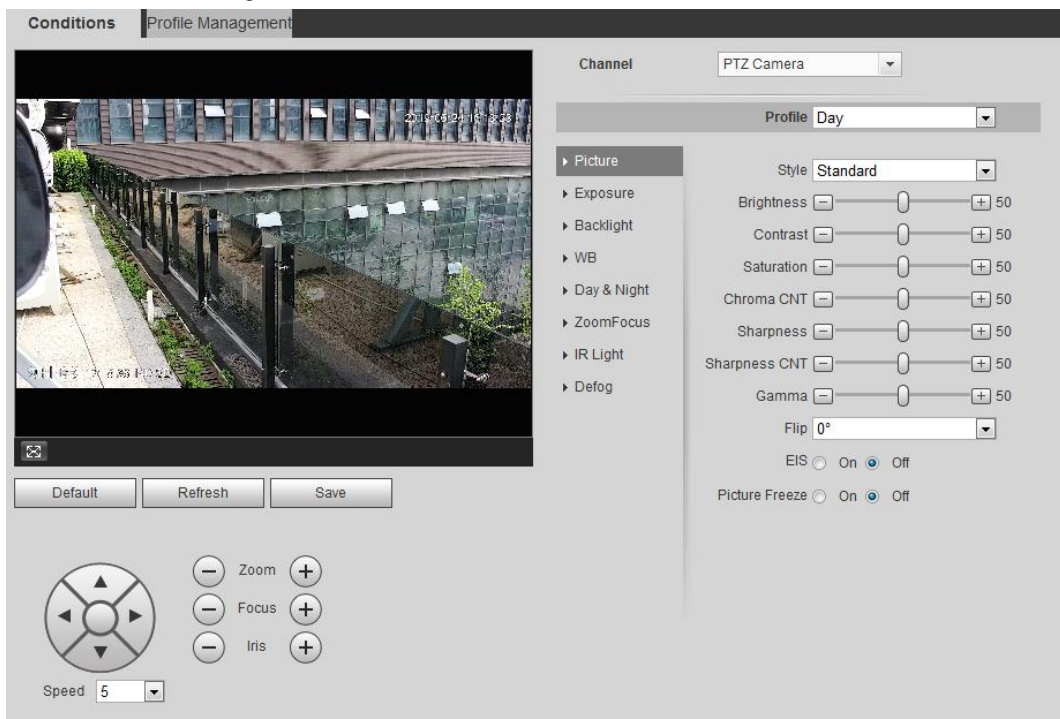 Conditions
Profile Management
Channel
PTZ Camera
Profile
Day
Picture
Exposure
Backlight
WB
Day & Night
ZoomFocus
IR Light
Defog
Style
Standard
Brightness
50
Contrast
50
Saturation
50
Chroma CNT
50
Sharpness
50
Sharpness CNT
50
Gamma
50
Flip
0°
EIS
On
Off
Picture Freeze
On
Off
Default
Refresh
Save
Zoom
Focus
Iris
Speed
5